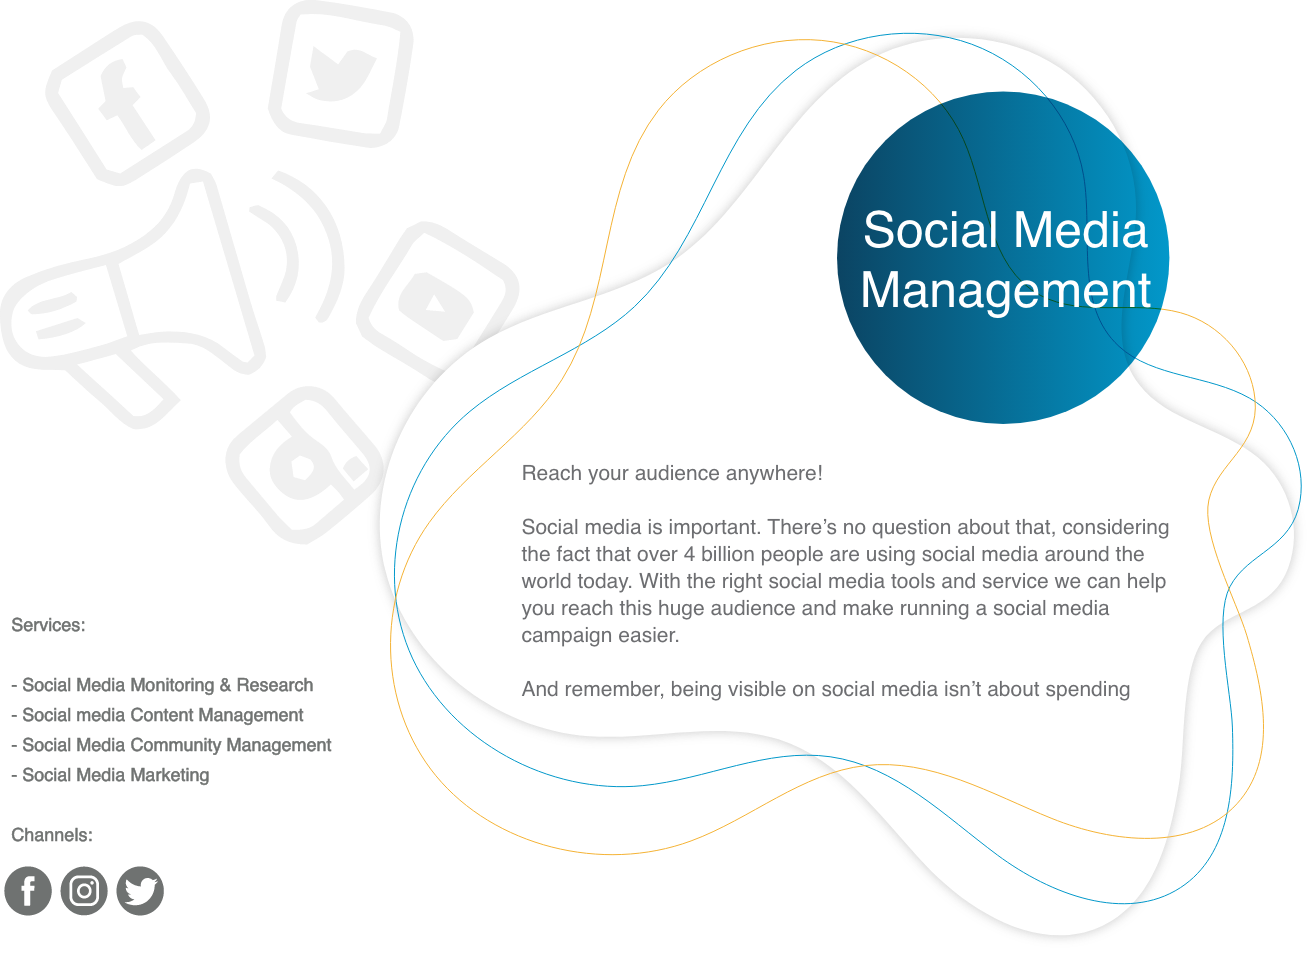 Social Media
Management
Reach your audience anywhere!
Social media is important. There’s no question about that, considering
the fact that over 4 billion people are using social media around the
world today. With the right social media tools and service we can help
you reach this huge audience and make running a social media
campaign easier.
And remember, being visible on social media isn’t about spending
Services:
- Social Media Monitoring & Research
- Social media Content Management
- Social Media Community Management
- Social Media Marketing
Channels: